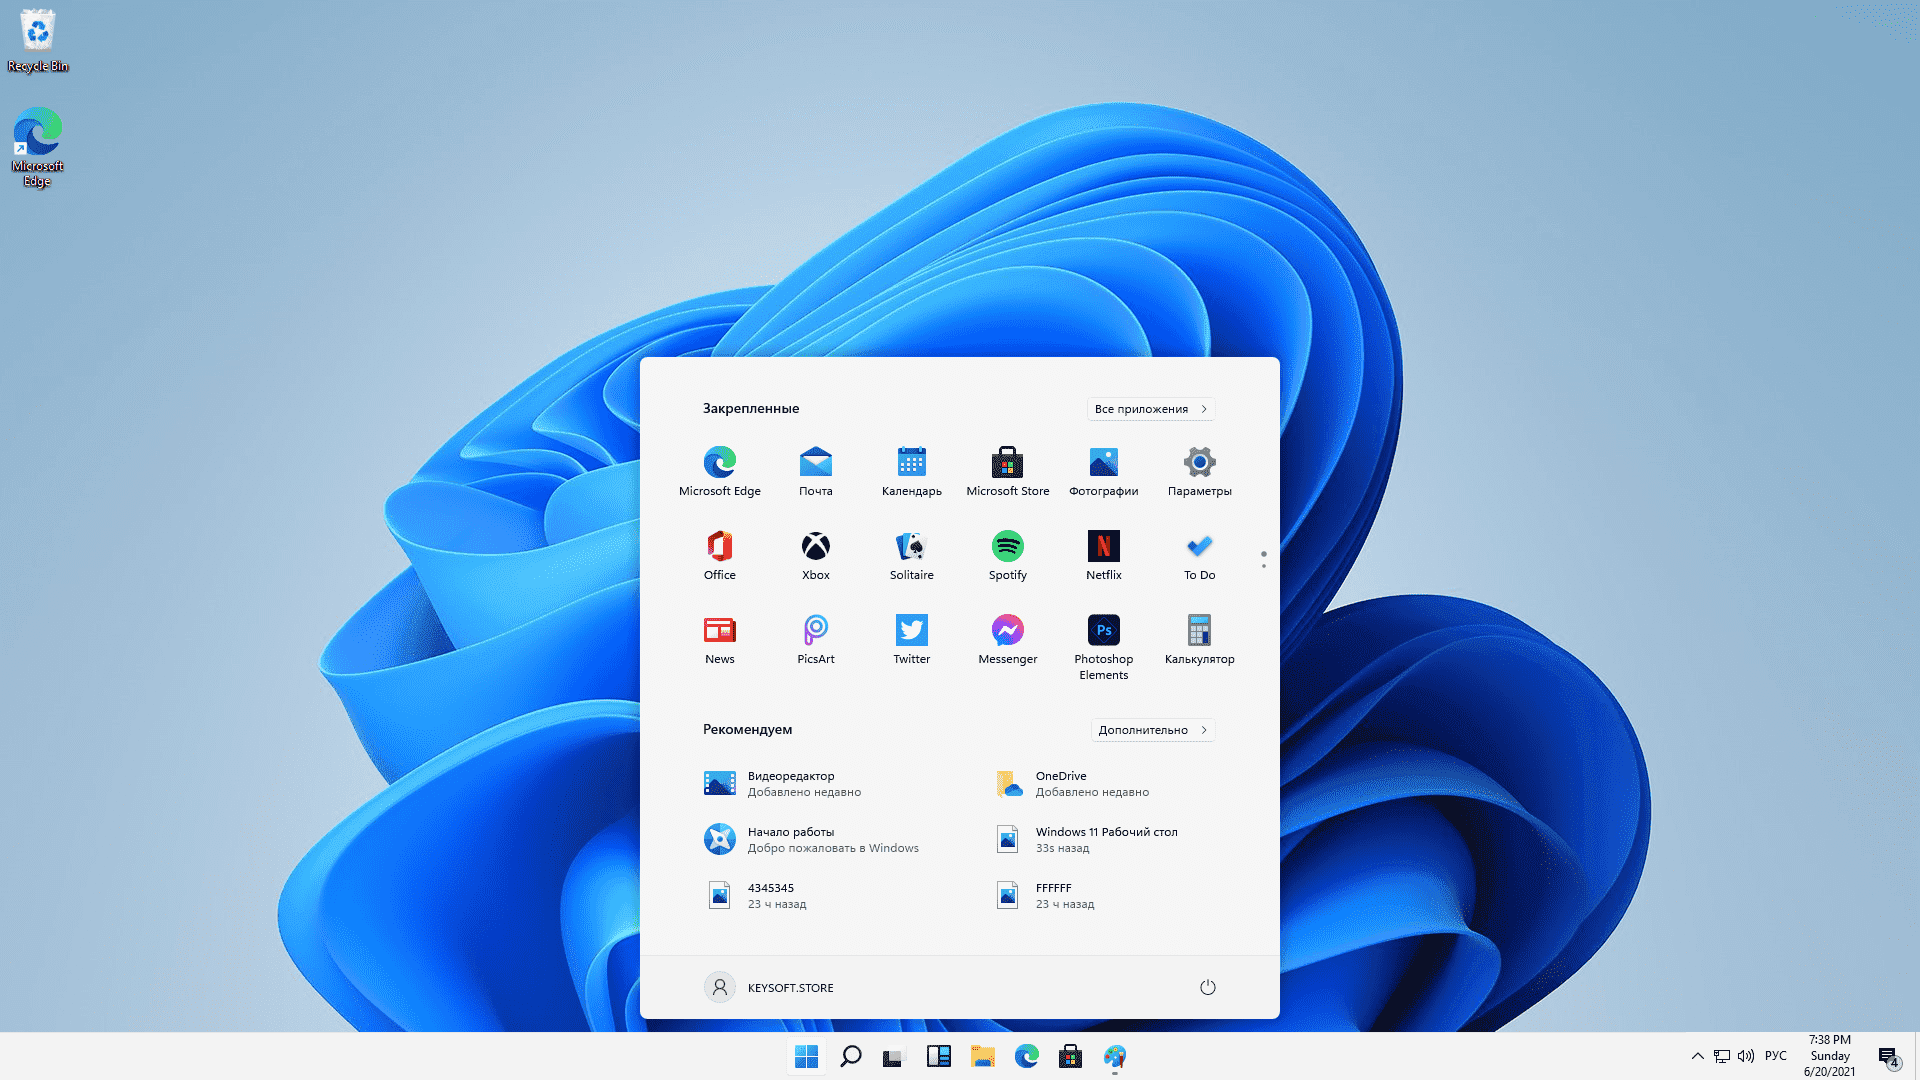 Recycle Bin
Microsoft
Edge
Закрепленные
Все приложения
Microsoft Edge
Почта
Календарь
Microsoft Store
Фотографии
Параметры
Office
Xbox
Solitaire
Spotify
Netflix
To Do
News
PicsArt
Twitter
Messenger
Photoshop
Elements
Калькулятор
Рекомендуем
Дополнительно
Видеоредактор
Добавлено недавно
OneDrive
Добавлено недавно
Начало работы
Добро пожаловать в Windows
Windows 11 Рабочий стол
33s назад
4345345
23 ч назад
FFFFFF
23 ч назад
KEYSOFT.STORE
РУС
7:38 PM
Sunday
6/20/2021
4
N
Ps